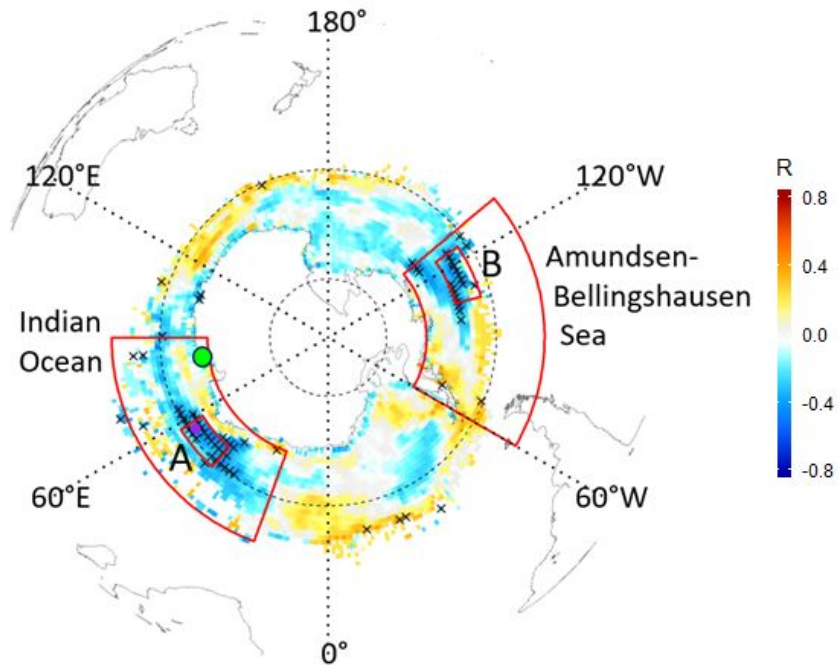 180°
120°E
120°W
R
0.8
B
Amundsen-
Bellingshausen
Sea
0.4
Indian
Ocean
0.0
-0.4
A
-0.8
60°E
60°W
0°